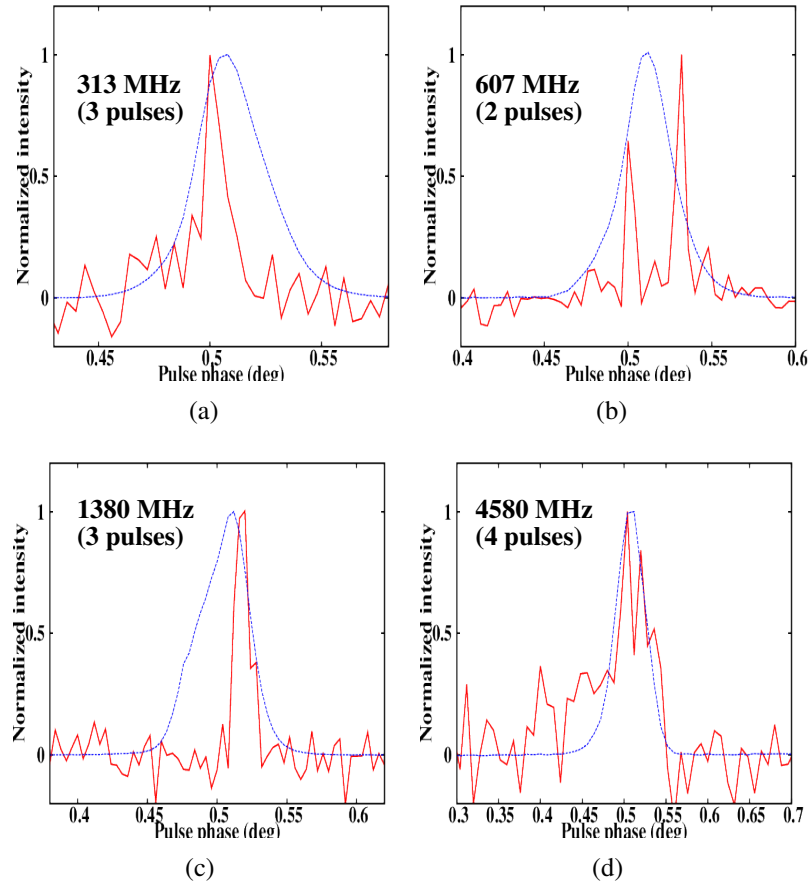 313 MHz
(3 pulses)
Normalized intensity
1
0.5
0
0.45
0.5
0.55
Pulse phase (deg)
(a)
607 MHz
(2 pulses)
Normalized intensity
1
0.5
0
0.4
0.45
0.5
0.55
0.6
Pulse phase (deg)
(b)
1380 MHz
(3 pulses)
Normalized intensity
1
0.5
0
0.4
0.45
0.5
0.55
0.6
Pulse phase (deg)
(c)
4580 MHz
(4 pulses)
Normalized intensity
1
0.5
0
0.3
0.35
0.4
0.45
0.5
0.55
0.6
0.65
0.7
Pulse phase (deg)
(d)